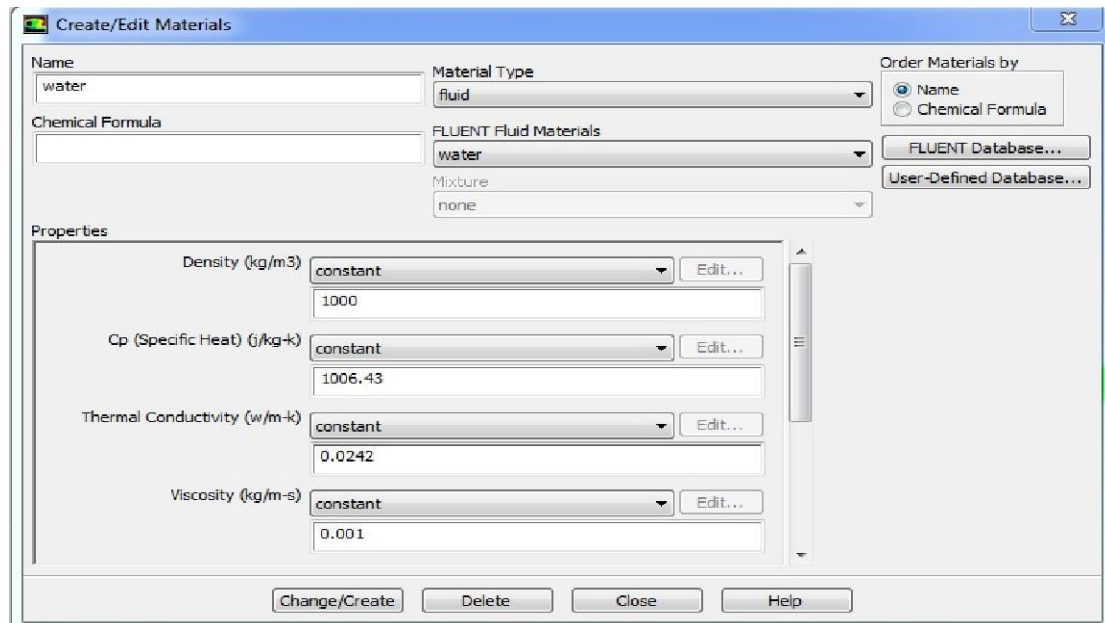 Create/Edit Materials
Name
water
Chemical Formula
Material Type
fluid
FLUENT Fluid Materials
water
Mixture
none
Order Materials by
Name
Chemical Formula
FLUENT Database...
User-Defined Database...
Properties
Density (kg/m3)
constant
Edit...
1000
Cp (Specific Heat) (j/kg-k)
constant
Edit...
1006.43
Thermal Conductivity (w/m-k)
constant
Edit...
0.0242
Viscosity (kg/m-s)
constant
Edit...
0.001
Change/Create
Delete
Close
Help